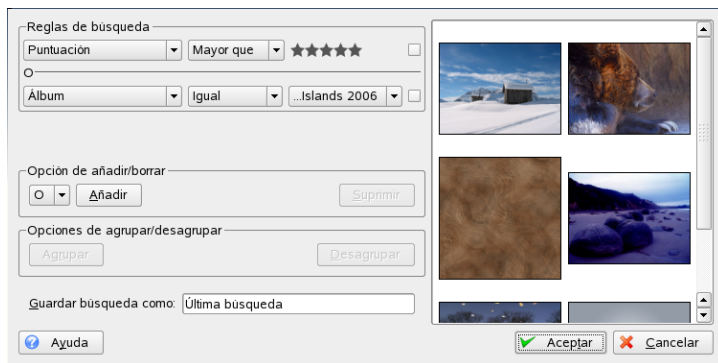 Reglas de búsqueda
Puntuación Mayor que
O
Álbum Igual ...Islands 2006
Opción de añadir/borrar
O Añadir Suprimir
Opciones de agrupar/desagrupar
Agrupar Desagrupar
Guardar búsqueda como: Última búsqueda
Ayuda Aceptar Cancelar